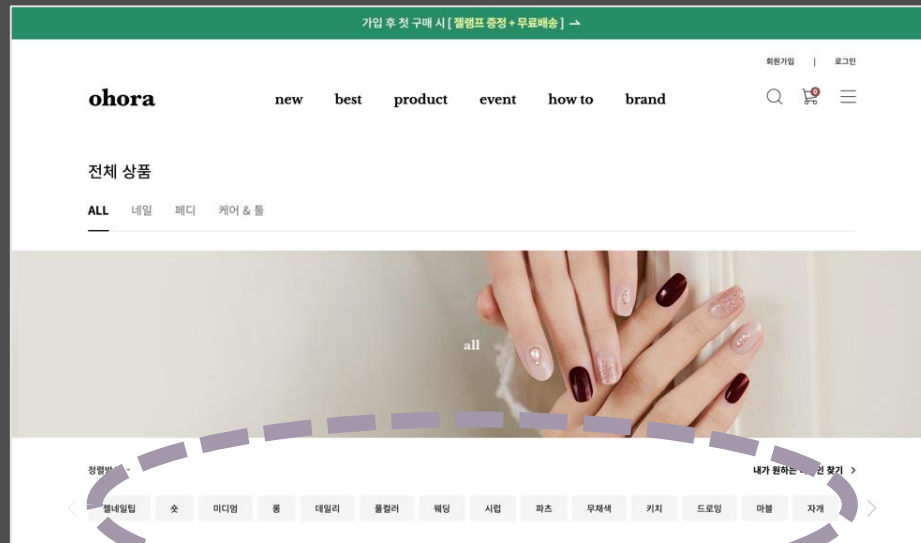 가입 후 첫 구매 시 [ 젤램프 증정 + 무료배송 ] →
회원가입 | 로그인
ohora new best product event how to brand 0
전체 상품
ALL 네일 페디 케어 & 툴
all
내가 원하는 찾기 >
젤네일팁 숏 미디엄 롱 데일리 풀컬러 웨딩 시럽 파츠 무채색 키치 드로잉 마블 자개